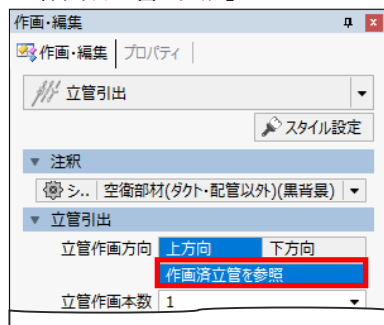 作画・編集
作画・編集 プロパティ
立管引出
スタイル設定
注釈
シ.. 空衛部材(ダクト・配管以外)(黒背景)
立管引出
立管作画方向 上方向 下方向
作画済立管を参照
立管作画本数 1